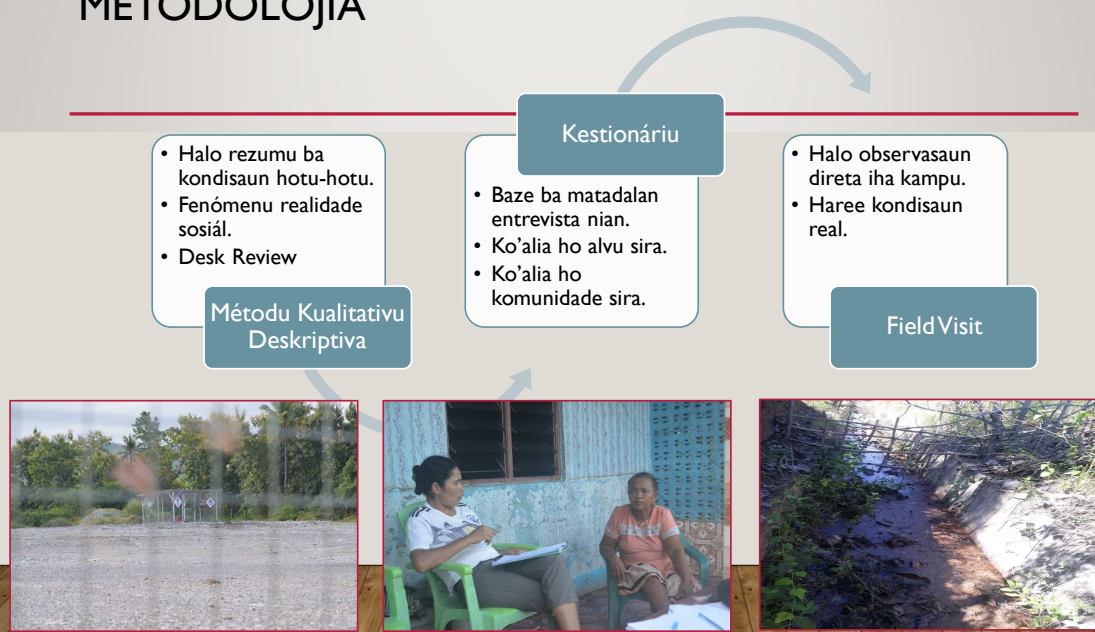 METODOLOJIA
• Halo rezumu ba
kondisaun hotu-hotu.
• Fenómenu realidade
sosiál.
• Desk Review
Métodu Kualitativu
Deskriptiva
Kestionáriu
• Baze ba matadalan
entrevista nian.
• Ko’alia ho alvu sira.
• Ko’alia ho
komunidade sira.
• Halo observasaun
direta iha kampu.
• Haree kondisaun
real.
Field Visit